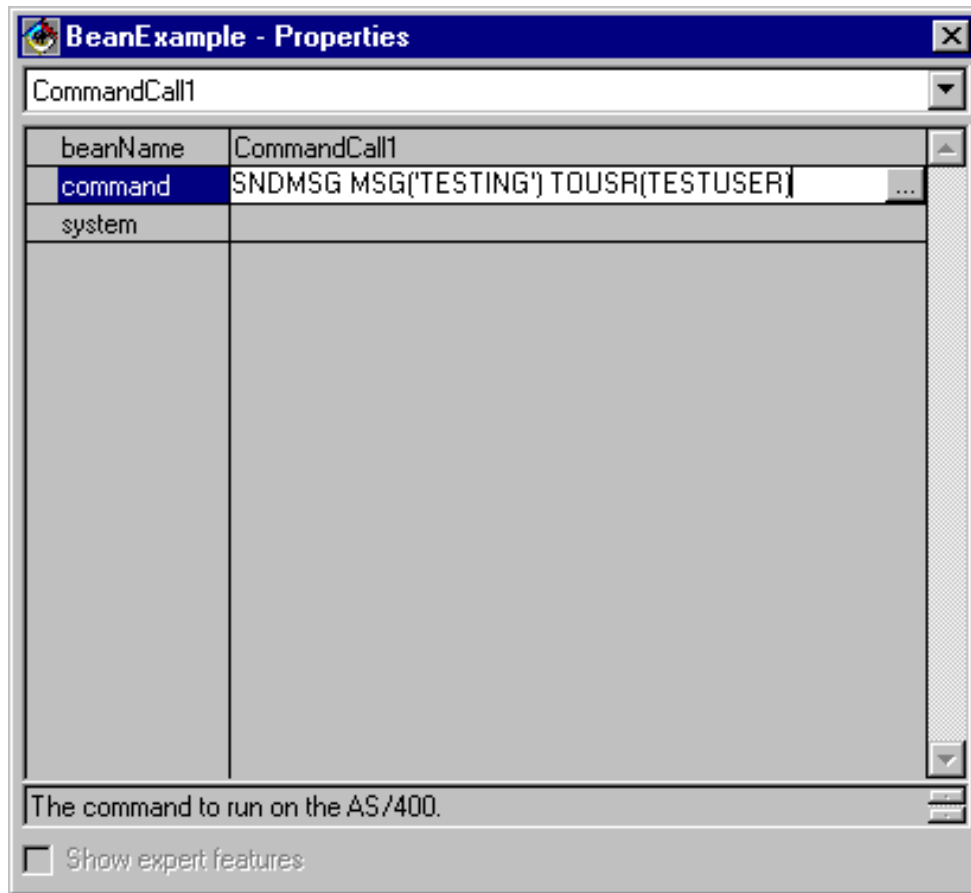 BeanExample - Properties
CommandCall1
beanName CommandCall1
command SNDMSG MSG('TESTING') TOUSR(TESTUSER) ...
system
The command to run on the AS/400.
Show expert features